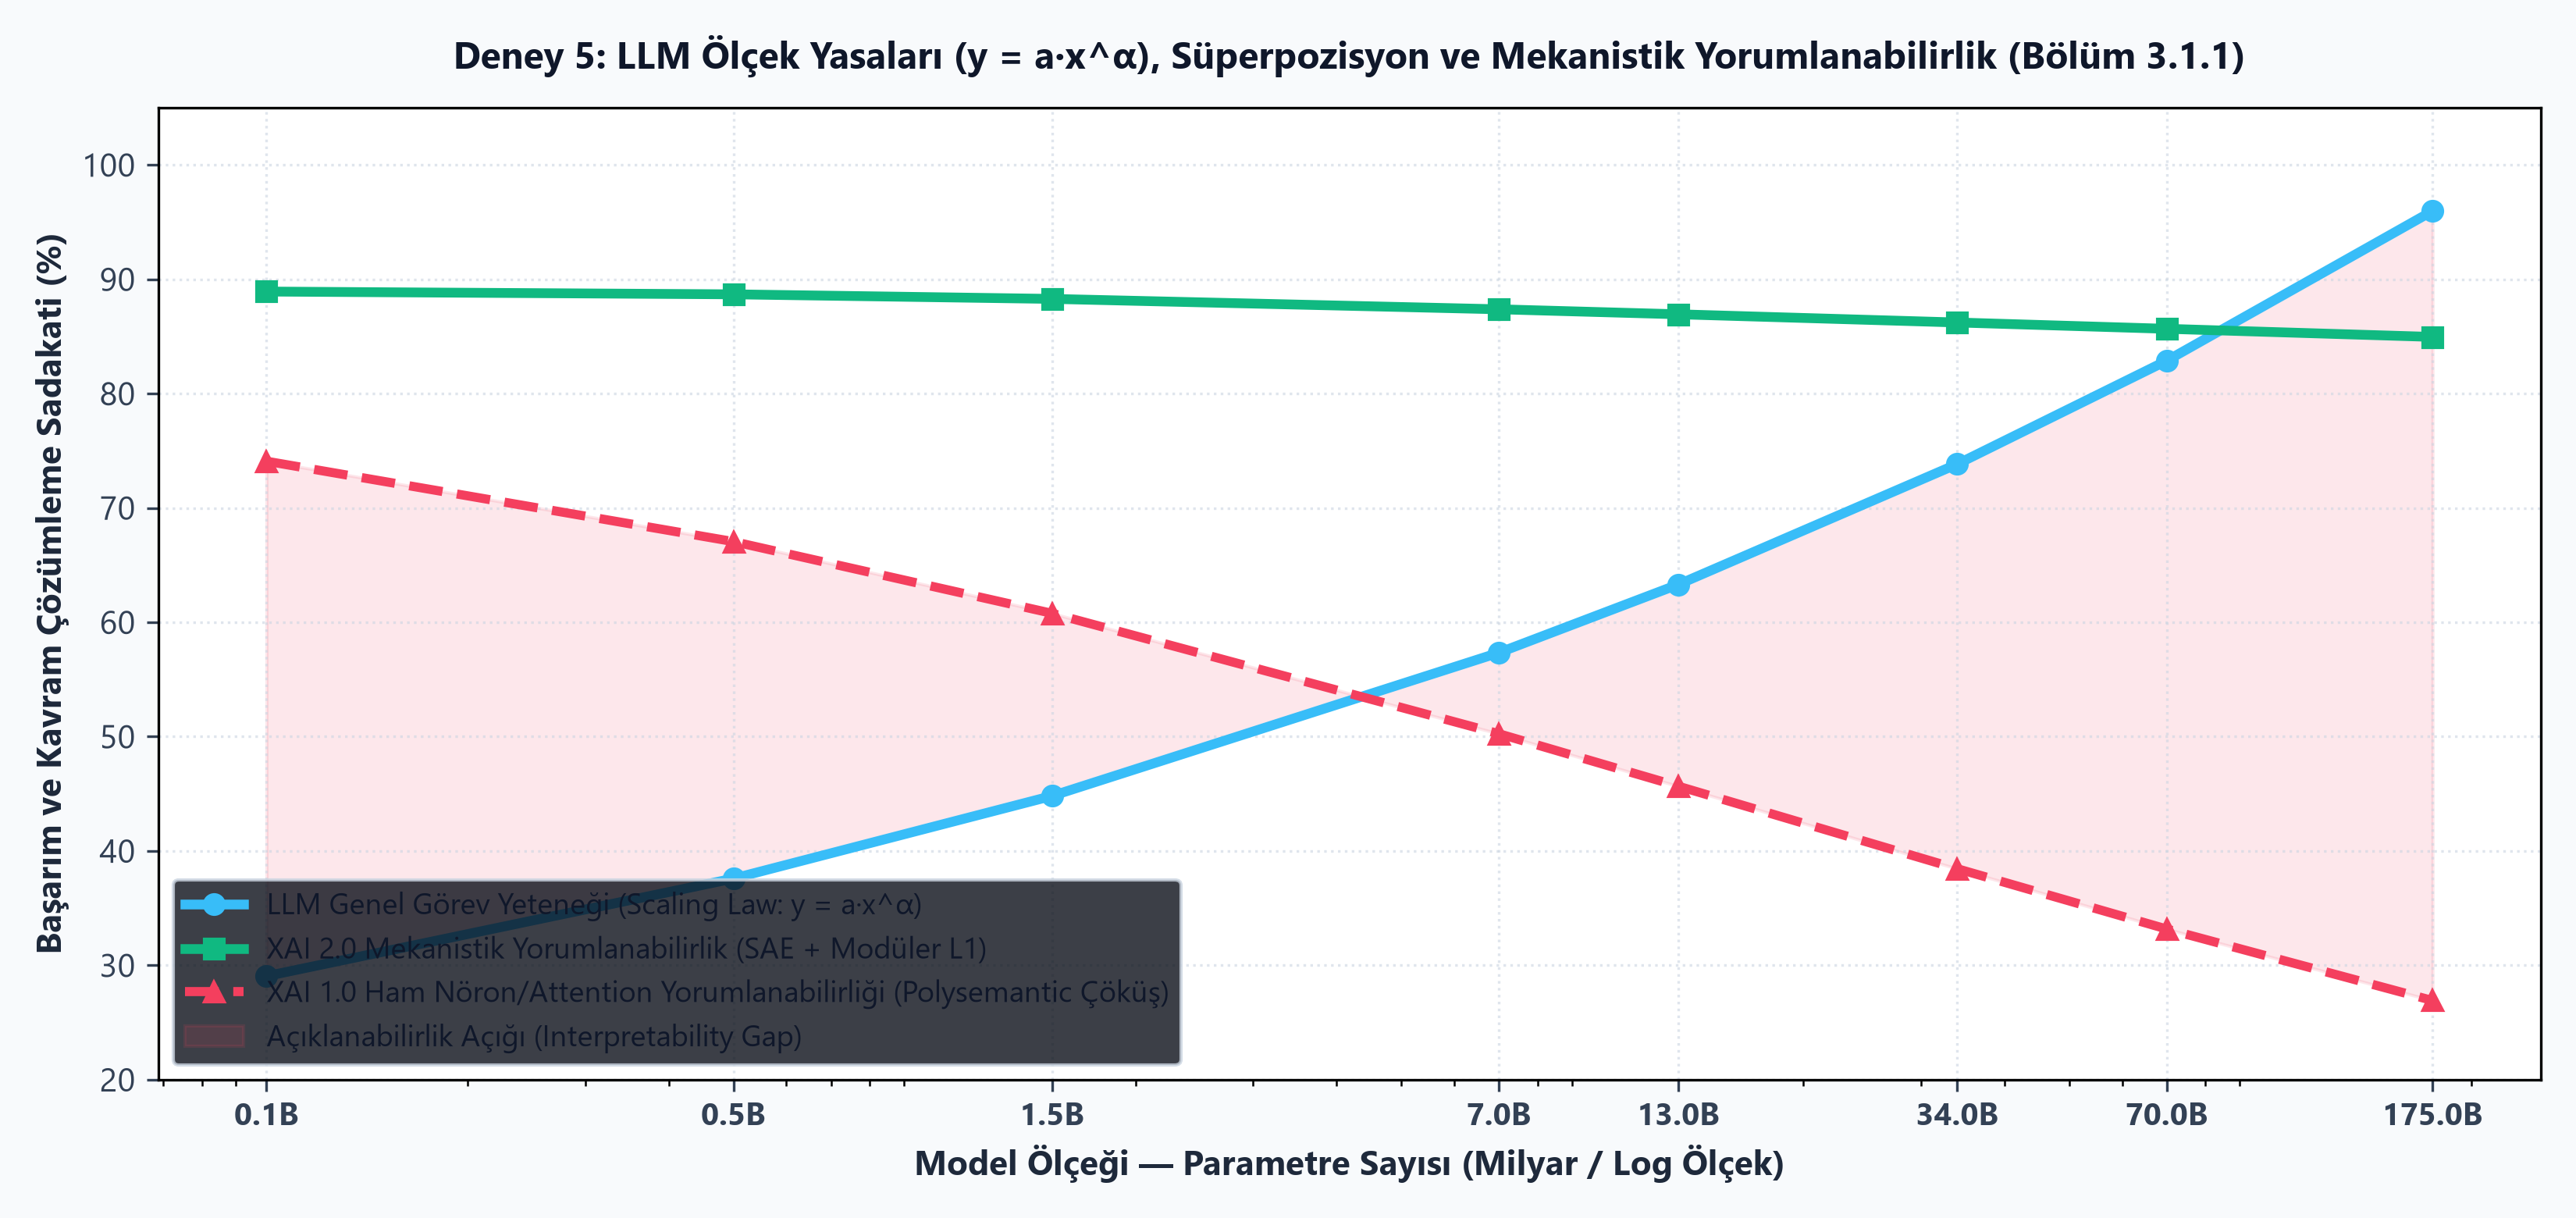 Deney 5: LLM Ölçek Yasaları (y = a·x^α), Süperpozisyon ve Mekanistik Yorumlanabilirlik (Bölüm 3.1.1)
Başarım ve Kavram Çözümleme Sadakati (%)
100
90
80
70
60
50
40
30
20
LLM Genel Görev Yeteneği (Scaling Law: y = a·x^α)
XAI 2.0 Mekanistik Yorumlanabilirlik (SAE + Modüler L1)
XAI 1.0 Ham Nöron/Attention Yorumlanabilirliği (Polysemantic Çöküş)
Açıklanabilirlik Açığı (Interpretability Gap)
0.1B 0.5B 1.5B 7.0B 13.0B 34.0B 70.0B 175.0B
Model Ölçeği — Parametre Sayısı (Milyar / Log Ölçek)